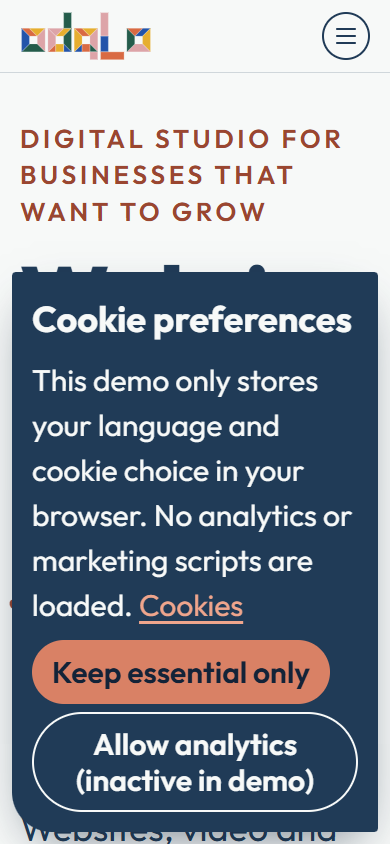 adaLa
DIGITAL STUDIO FOR
BUSINESSES THAT
WANT TO GROW
Cookie preferences
This demo only stores
your language and
cookie choice in your
browser. No analytics or
marketing scripts are
loaded. Cookies
Keep essential only
Allow analytics
(inactive in demo)
Websites, video and